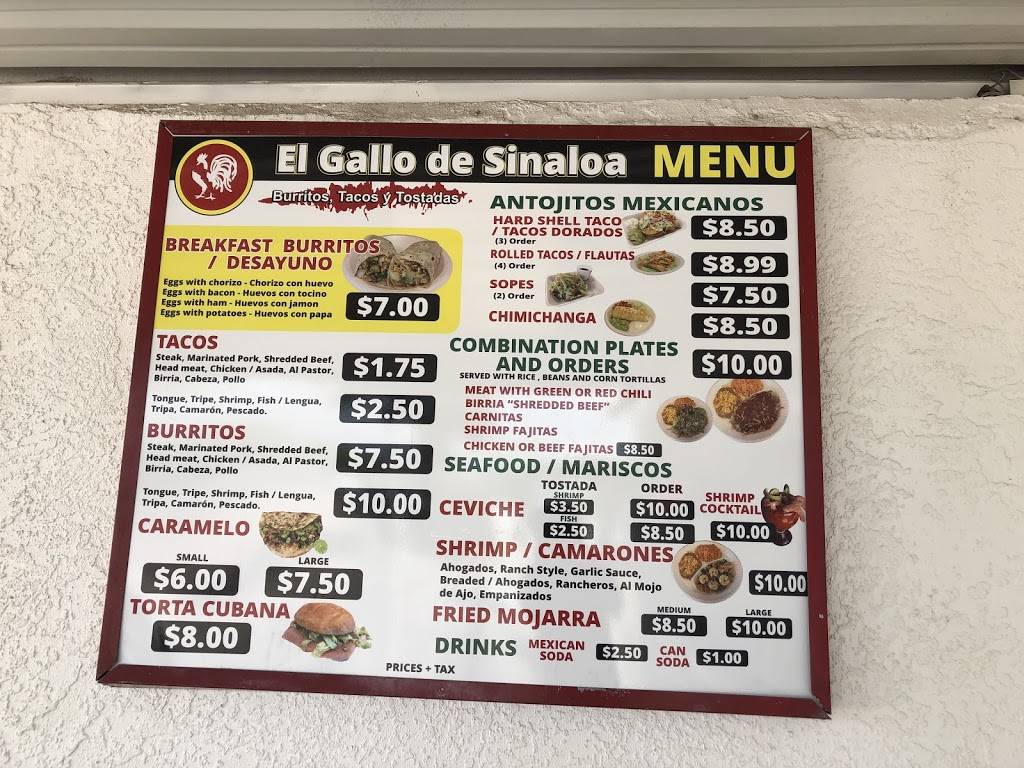 El Gallo de Sinaloa MENU
Burritos, Tacos y Tostadas
BREAKFAST BURRITOS
/ DESAYUNO
Eggs with chorizo - Chorizo con huevo
Eggs with bacon - Huevos con tocino
Eggs with ham - Huevos con jamon
Eggs with potatoes - Huevos con papa
$7.00
TACOS
Steak, Marinated Pork, Shredded Beef,
Head meat, Chicken / Asada, Al Pastor,
Birria, Cabeza, Pollo
$1.75
Tongue, Tripe, Shrimp, Fish / Lengua,
Tripa, Camarón, Pescado.
$2.50
BURRITOS
Steak, Marinated Pork, Shredded Beef,
Head meat, Chicken / Asada, Al Pastor,
Birria, Cabeza, Pollo
$7.50
Tongue, Tripe, Shrimp, Fish / Lengua,
Tripa, Camarón, Pescado.
$10.00
CARAMELO
SMALL LARGE
$6.00 $7.50
TORTA CUBANA
$8.00
ANTOJITOS MEXICANOS
HARD SHELL TACO
/ TACOS DORADOS
(3) Order
$8.50
ROLLED TACOS / FLAUTAS
(4) Order
$8.99
SOPES
(2) Order
$7.50
CHIMICHANGA
$8.50
COMBINATION PLATES
AND ORDERS
$10.00
SERVED WITH RICE , BEANS AND CORN TORTILLAS
MEAT WITH GREEN OR RED CHILI
BIRRIA “SHREDDED BEEF”
CARNITAS
SHRIMP FAJITAS
CHICKEN OR BEEF FAJITAS $8.50
SEAFOOD / MARISCOS
TOSTADA ORDER
CEVICHE
SHRIMP
$3.50 $10.00
FISH
$2.50 $8.50
SHRIMP
COCKTAIL
$10.00
SHRIMP / CAMARONES
Ahogados, Ranch Style, Garlic Sauce,
Breaded / Ahogados, Rancheros, Al Mojo
de Ajo, Empanizados
$10.00
FRIED MOJARRA
MEDIUM LARGE
$8.50 $10.00
DRINKS
MEXICAN
SODA
$2.50
CAN
SODA
$1.00
PRICES + TAX